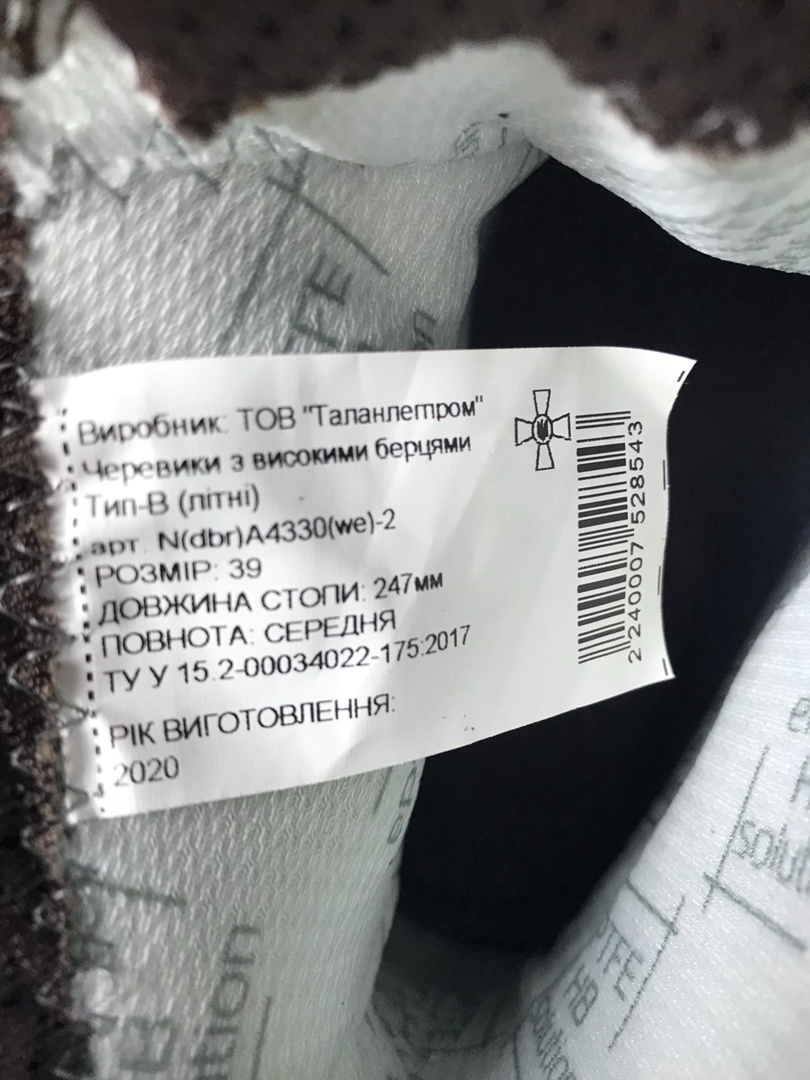 Виробник: ТОВ "Таланлегпром"
Черевики з високими берцями
Тип-В (літні)
арт. N(dbr)A4330(we)-2
РОЗМІР: 39
ДОВЖИНА СТОПИ: 247мм
ПОВНОТА: СЕРЕДНЯ
ТУ У 15.2-00034022-175:2017
РІК ВИГОТОВЛЕННЯ:
2020
2 240007 528543